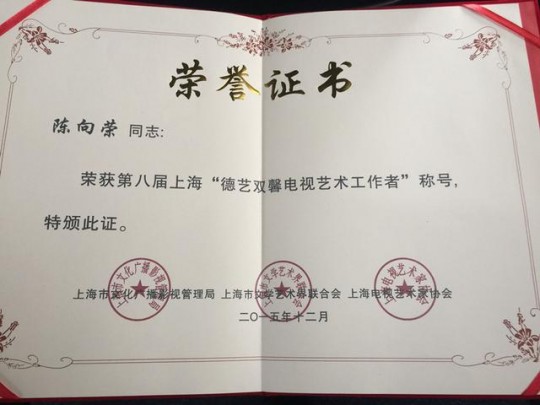 荣誉证书
陈向荣 同志:
荣获第八届上海“德艺双馨电视艺术工作者”称号,
特颁此证。
上海市文化广播影视管理局 上海市文学艺术界联合会 上海电视艺术家协会
二〇一五年十二月